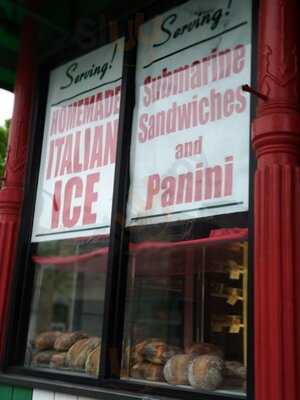 Serving!
HOMEMADE
ITALIAN
ICE
Serving!
Submarine
Sandwiches
and
Panini